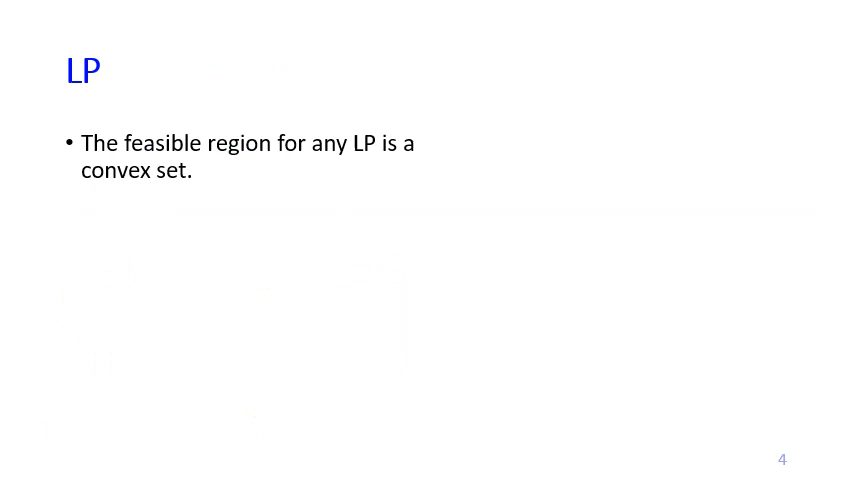 LP
• The feasible region for any LP is a
convex set.
4